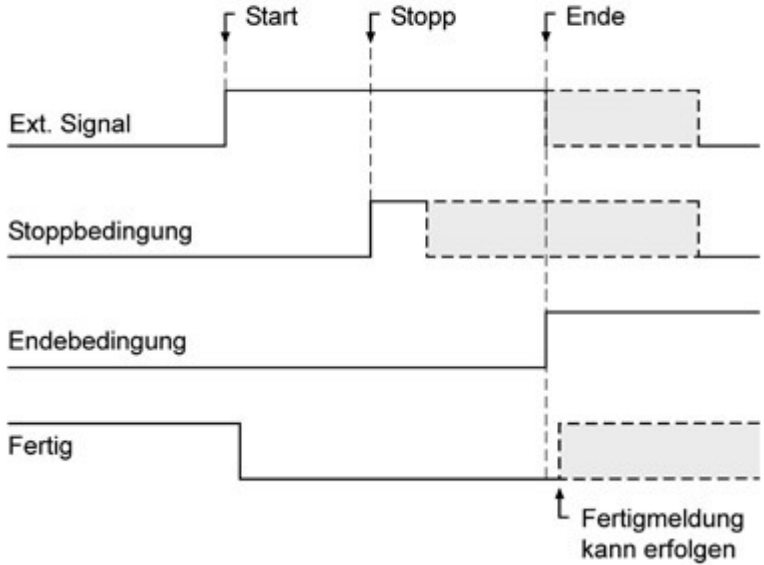 Start
Stopp
Ende
Ext. Signal
Stoppbedingung
Endebedingung
Fertig
Fertigmeldung
kann erfolgen